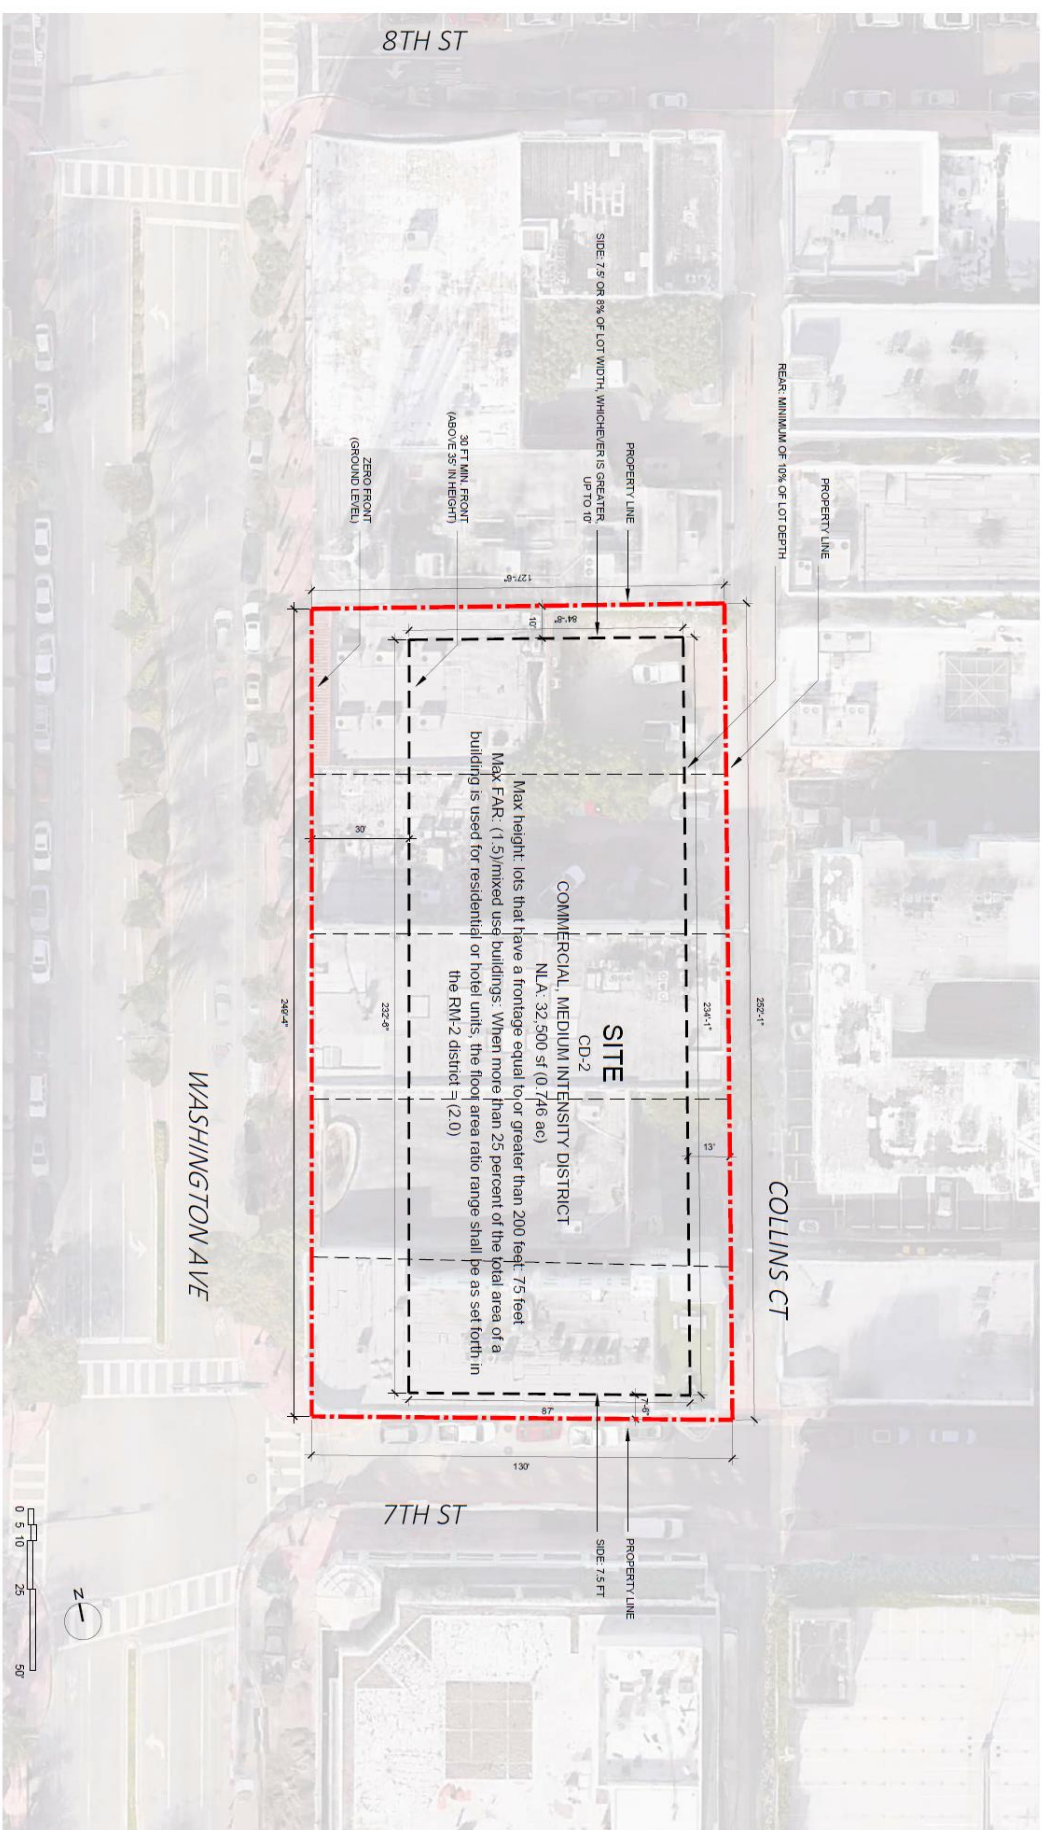 8TH ST
SIDE: 7.5' OR 8% OF LOT WIDTH, WHICHEVER IS GREATER,
UP TO 10'
PROPERTY LINE
REAR: MINIMUM OF 10% OF LOT DEPTH
PROPERTY LINE
30 FT MIN. FRONT
(ABOVE 35' IN HEIGHT)
ZERO FRONT
(GROUND LEVEL)
127'-6"
84'-8"
10'
30'
252'-1"
234'-1"
232'-6"
249'-4"
13'
SITE
CD-2
COMMERCIAL, MEDIUM INTENSITY DISTRICT
NLA: 32,500 sf (0.746 ac)
Max height: lots that have a frontage equal to or greater than 200 feet: 75 feet
Max FAR: (1.5)/mixed use buildings: When more than 25 percent of the total area of a
building is used for residential or hotel units, the floor area ratio range shall be as set forth in
the RM-2 district = (2.0)
WASHINGTON AVE
COLLINS CT
87'
7'-6"
130'
7TH ST
PROPERTY LINE
SIDE: 7.5 FT
0 5 10 25 50'
Z